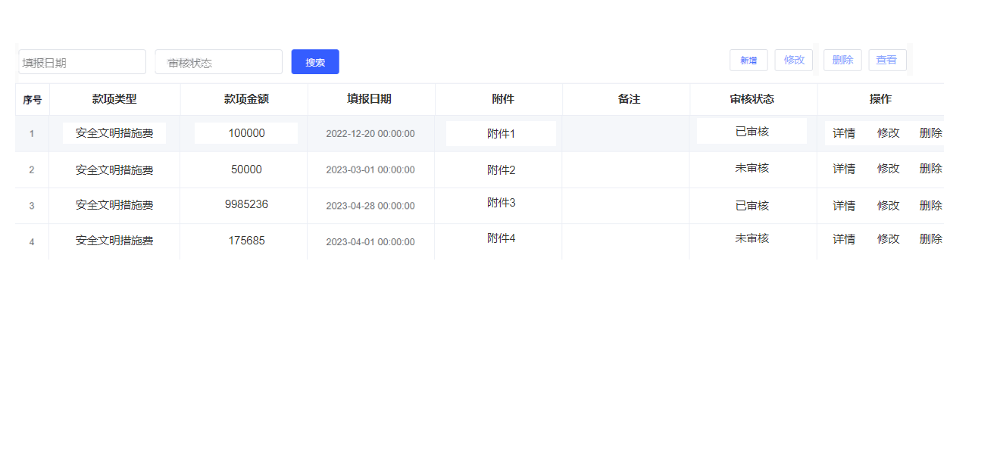 填报日期 审核状态 搜索 新增 修改 删除 查看
序号 款项类型 款项金额 填报日期 附件 备注 审核状态 操作
1 安全文明措施费 100000 2022-12-20 00:00:00 附件1 已审核 详情 修改 删除
2 安全文明措施费 50000 2023-03-01 00:00:00 附件2 未审核 详情 修改 删除
3 安全文明措施费 9985236 2023-04-28 00:00:00 附件3 已审核 详情 修改 删除
4 安全文明措施费 175685 2023-04-01 00:00:00 附件4 未审核 详情 修改 删除